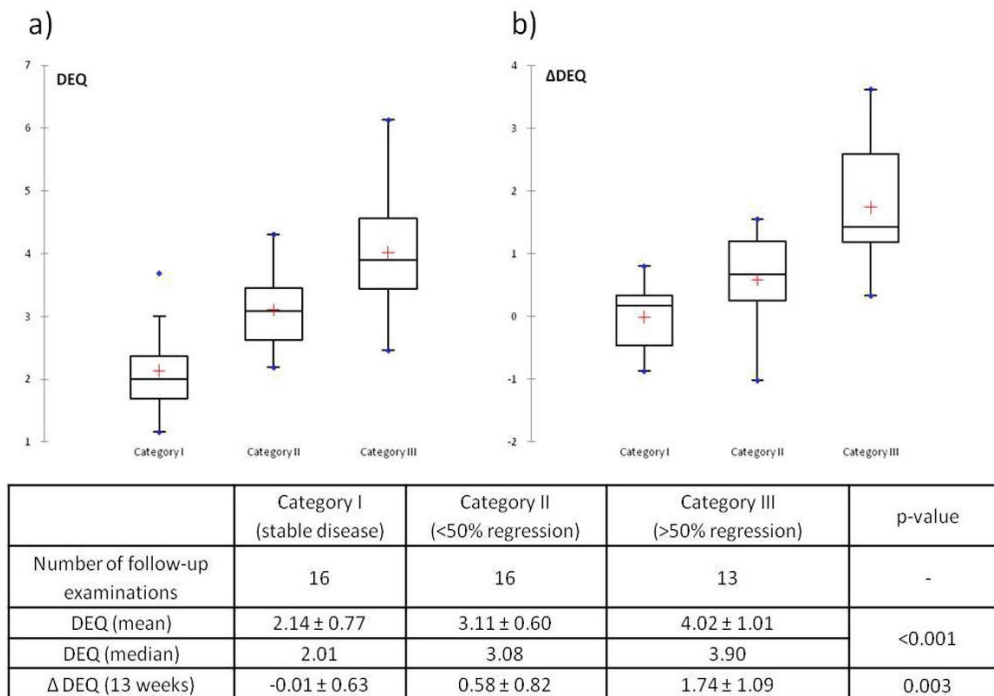 a)
DEQ
7
6
5
4
3
2
1
Category I
Category II
Category III
b)
ΔDEQ
4
3
2
1
0
-1
-2
Category I
Category II
Category III
Category I Category II Category III p-value
(stable disease) (<50% regression) (>50% regression)
Number of follow-up examinations 16 16 13 -
DEQ (mean) 2.14 ± 0.77 3.11 ± 0.60 4.02 ± 1.01 <0.001
DEQ (median) 2.01 3.08 3.90
Δ DEQ (13 weeks) -0.01 ± 0.63 0.58 ± 0.82 1.74 ± 1.09 0.003